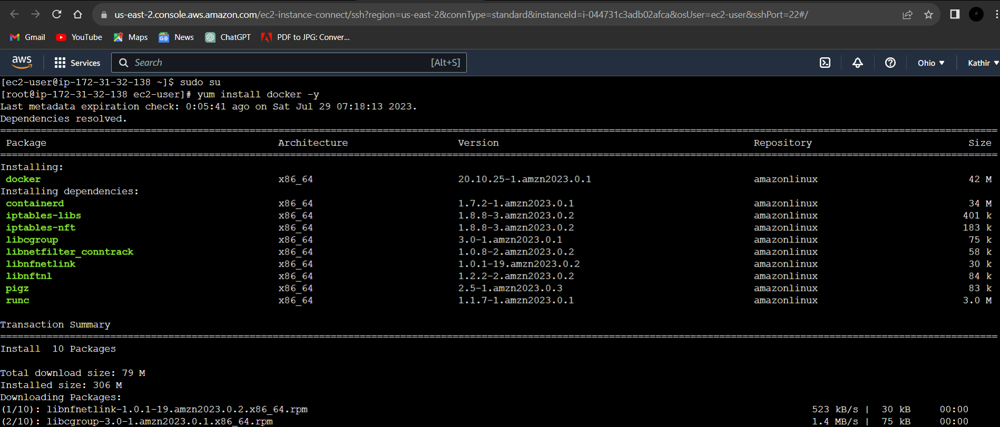 us-east-2.console.aws.amazon.com/ec2-instance-connect/ssh?region=us-east-2&connType=standard&instanceId=i-044731c3adb02afca&osUser=ec2-user&sshPort=22#/
Gmail YouTube Maps News ChatGPT PDF to JPG: Conver...
aws Services Search [Alt+S] Ohio Kathir
[ec2-user@ip-172-31-32-138 ~]$ sudo su
[root@ip-172-31-32-138 ec2-user]# yum install docker -y
Last metadata expiration check: 0:05:41 ago on Sat Jul 29 07:18:13 2023.
Dependencies resolved.
Package Architecture Version Repository Size
Installing:
docker x86_64 20.10.25-1.amzn2023.0.1 amazonlinux 42 M
Installing dependencies:
containerd x86_64 1.7.2-1.amzn2023.0.1 amazonlinux 34 M
iptables-libs x86_64 1.8.8-3.amzn2023.0.2 amazonlinux 401 k
iptables-nft x86_64 1.8.8-3.amzn2023.0.2 amazonlinux 183 k
libcgroup x86_64 3.0-1.amzn2023.0.1 amazonlinux 75 k
libnetfilter_conntrack x86_64 1.0.8-2.amzn2023.0.2 amazonlinux 58 k
libnfnetlink x86_64 1.0.1-19.amzn2023.0.2 amazonlinux 30 k
libnftnl x86_64 1.2.2-2.amzn2023.0.2 amazonlinux 84 k
pigz x86_64 2.5-1.amzn2023.0.3 amazonlinux 83 k
runc x86_64 1.1.7-1.amzn2023.0.1 amazonlinux 3.0 M
Transaction Summary
Install 10 Packages
Total download size: 79 M
Installed size: 306 M
Downloading Packages:
(1/10): libnfnetlink-1.0.1-19.amzn2023.0.2.x86_64.rpm 523 kB/s | 30 kB 00:00
(2/10): libcgroup-3.0-1.amzn2023.0.1.x86_64.rpm 1.4 MB/s | 75 kB 00:00